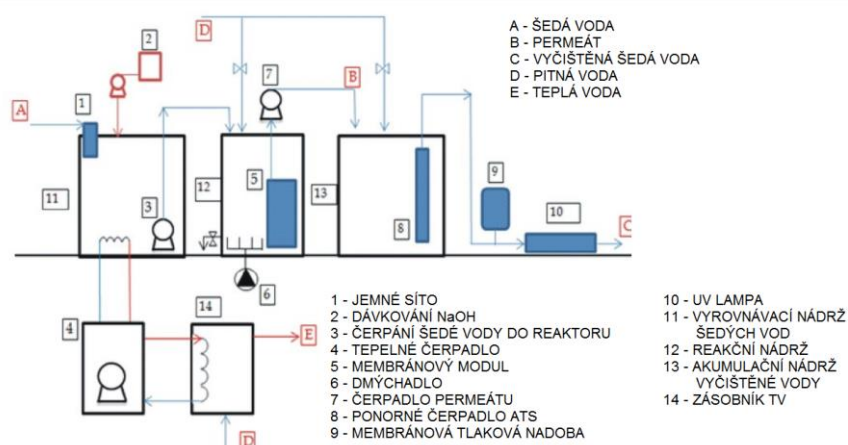 D
A - ŠEDÁ VODA
B - PERMEÁT
C - VYČIŠTĚNÁ ŠEDÁ VODA
D - PITNÁ VODA
E - TEPLÁ VODA
2
7
B
A
1
11
3
12
5
13
8
9
10
C
6
4
14
E
D
1 - JEMNÉ SÍTO
2 - DÁVKOVÁNÍ NaOH
3 - ČERPÁNÍ ŠEDÉ VODY DO REAKTORU
4 - TEPELNÉ ČERPADLO
5 - MEMBRÁNOVÝ MODUL
6 - DMÝCHADLO
7 - ČERPADLO PERMEÁTU
8 - PONORNÉ ČERPADLO ATS
9 - MEMBRÁNOVÁ TLAKOVÁ NADOBA
10 - UV LAMPA
11 - VYROVNÁVACÍ NÁDRŽ
ŠEDÝCH VOD
12 - REAKČNÍ NÁDRŽ
13 - AKUMULAČNÍ NÁDRŽ
VYČIŠTĚNÉ VODY
14 - ZÁSOBNÍK TV